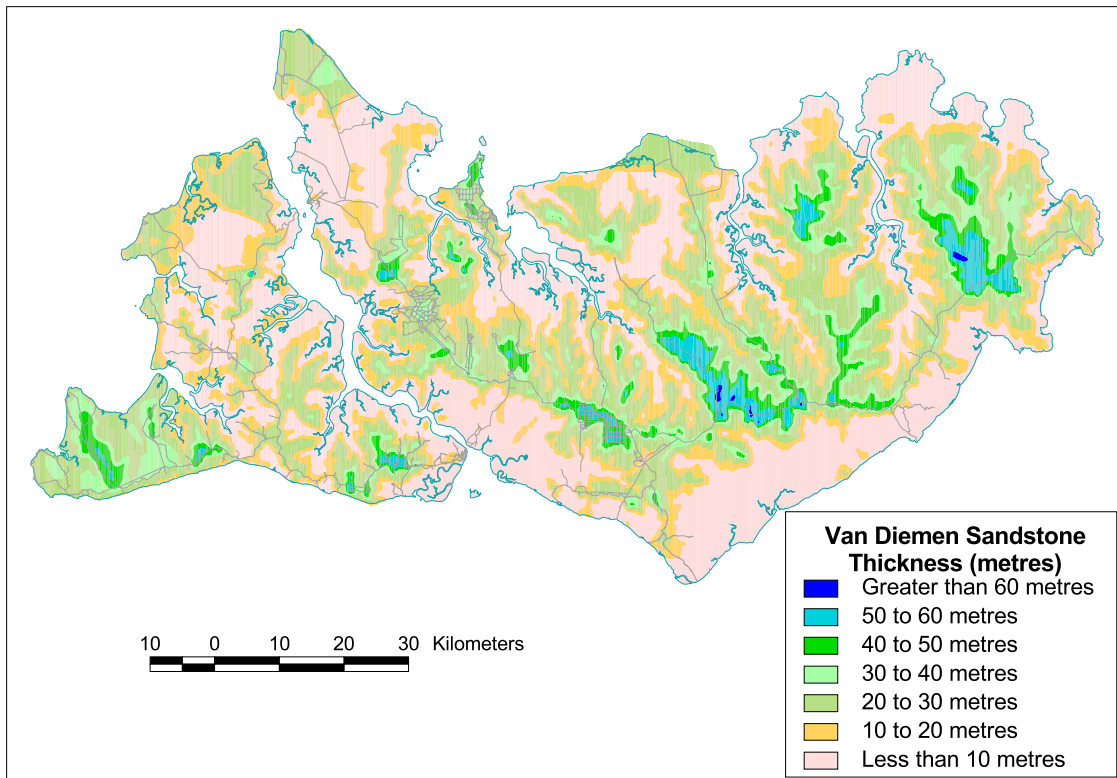 Van Diemen Sandstone
Thickness (metres)
Greater than 60 metres
50 to 60 metres
40 to 50 metres
30 to 40 metres
20 to 30 metres
10 to 20 metres
Less than 10 metres
10 0 10 20 30 Kilometers